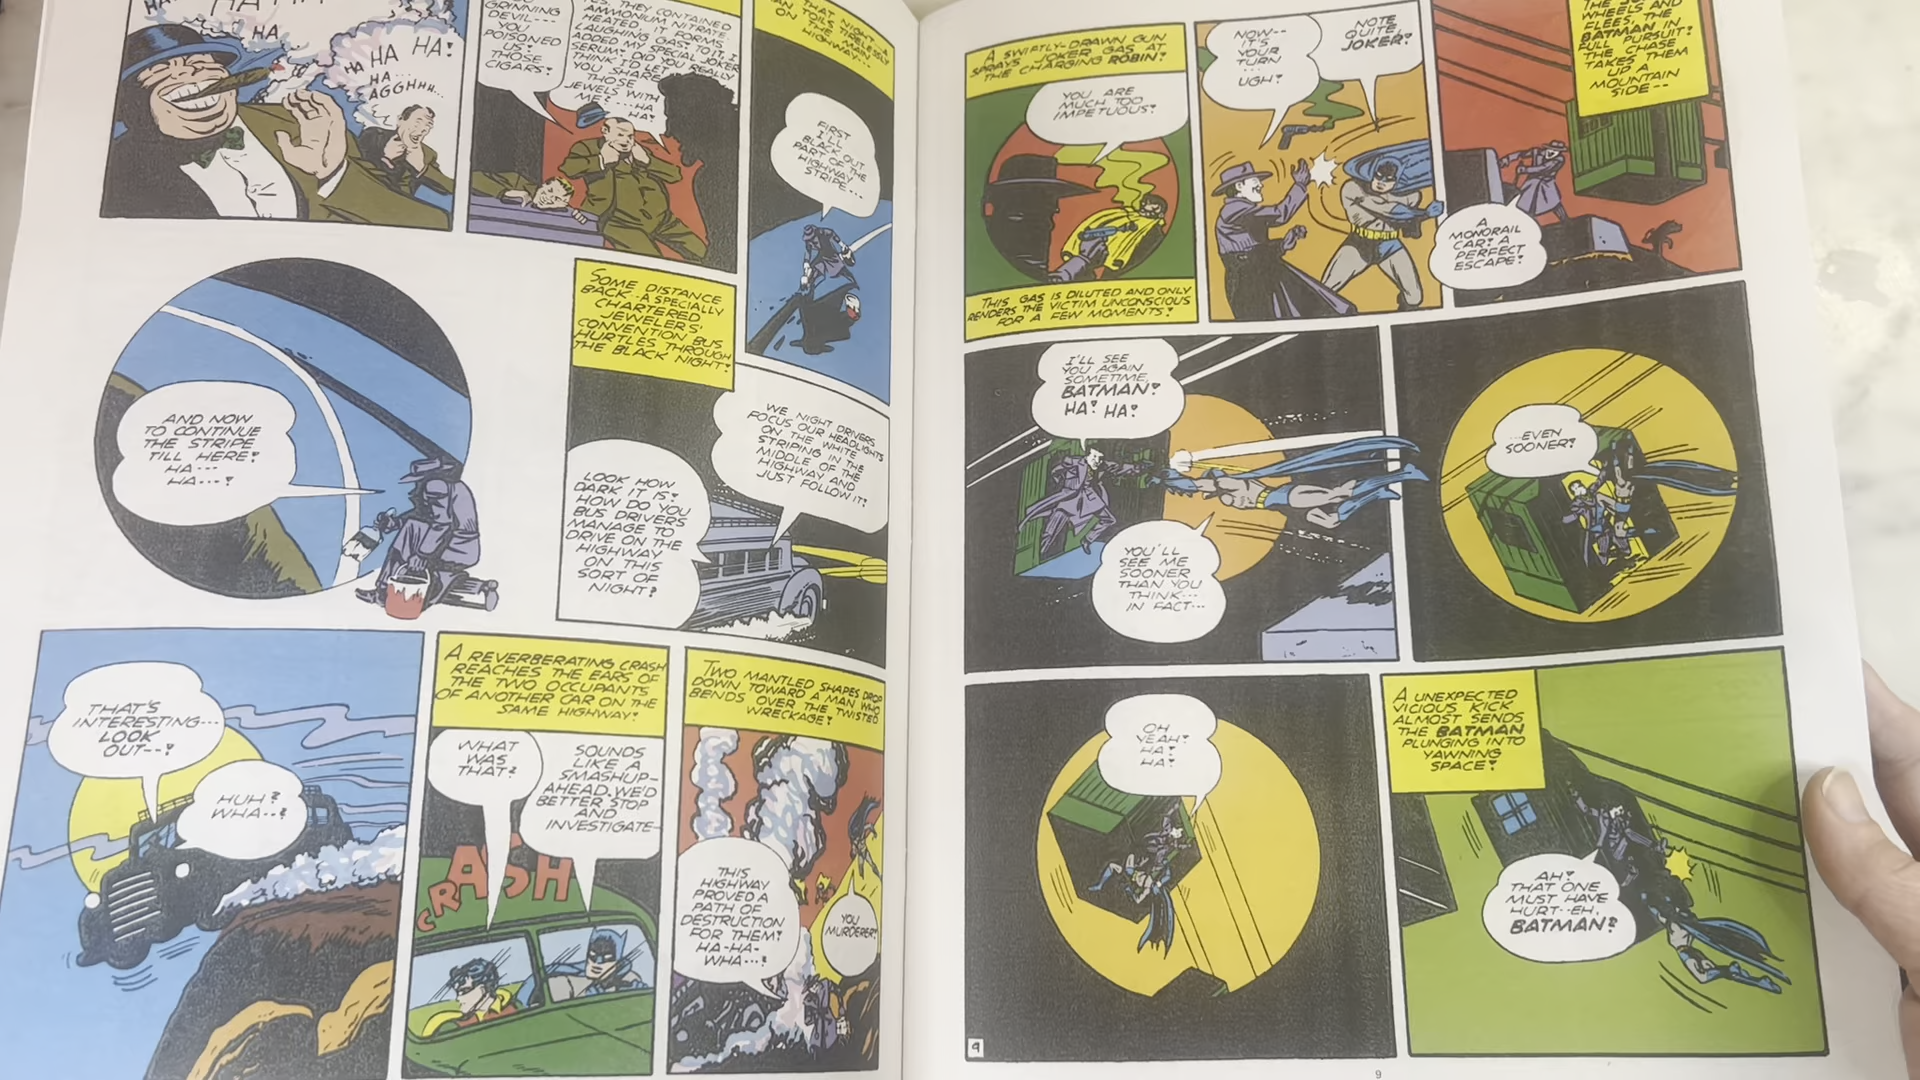 HA
HA
HA HA!
HA...
AGGHHH...
GRINNING
DEVIL---
YOU
POISONED
US!
THOSE
CIGARS!
YES, THEY CONTAINED
AMMONIUM NITRATE.
HEATED, IT FORMS
LAUGHING GAS! TO IT, I
ADDED MY SPECIAL JOKER
SERUM! DID YOU REALLY
THINK I'D LET
YOU SHARE
THOSE
JEWELS WITH
ME? ...HA
HA!
THAT NIGHT, A
MAN TOILS TIRELESSLY
ON THE MAIN
HIGHWAY...
FIRST
I'LL
BLACK OUT
PART OF THE
HIGHWAY
STRIPE...
AND NOW
TO CONTINUE
THE STRIPE
TILL HERE!
HA---
HA---!
SOME DISTANCE
BACK, A SPECIALLY
CHARTERED
JEWELERS'
CONVENTION BUS
HURTLES THROUGH
THE BLACK NIGHT!
LOOK HOW
DARK IT IS!
HOW DO YOU
BUS DRIVERS
MANAGE TO
DRIVE ON THE
HIGHWAY
ON THIS
SORT OF
NIGHT?
WE NIGHT DRIVERS
FOCUS OUR HEADLIGHTS
ON THE WHITE
STRIPING IN THE
MIDDLE OF THE
HIGHWAY AND
JUST FOLLOW IT!
THAT'S
INTERESTING---
LOOK
OUT--!
HUH?
WHA--?
A REVERBERATING CRASH
REACHES THE EARS OF
THE TWO OCCUPANTS
OF ANOTHER CAR ON THE
SAME HIGHWAY!
WHAT
WAS
THAT?
SOUNDS
LIKE A
SMASHUP-
AHEAD. WE'D
BETTER STOP
AND
INVESTIGATE-
CRASH
TWO MANTLED SHAPES DROP
DOWN TOWARD A MAN WHO
BENDS OVER THE TWISTED
WRECKAGE!
THIS
HIGHWAY
PROVED A
PATH OF
DESTRUCTION
FOR THEM!
HA-HA-
WHA---?
YOU
MURDERER!
A SWIFTLY-DRAWN GUN
SPRAYS JOKER GAS AT
THE CHARGING ROBIN!
YOU ARE
MUCH TOO
IMPETUOUS!
THIS GAS IS DILUTED AND ONLY
RENDERS THE VICTIM UNCONSCIOUS
FOR A FEW MOMENTS!
NOW--
IT'S
YOUR
TURN
...
UGH!
NOT
QUITE,
JOKER!
WHEELS AND
FLEES, THE
BATMAN IN
FULL PURSUIT!
THE CHASE
TAKES THEM
UP A
MOUNTAIN
SIDE--
A
MONORAIL
CAR! A
PERFECT
ESCAPE!
I'LL SEE
YOU AGAIN
SOMETIME,
BATMAN!
HA! HA!
YOU'LL
SEE ME
SOONER
THAN YOU
THINK---
IN FACT---
...EVEN
SOONER!
OH
YEAH?
HA!
HA!
A UNEXPECTED
VICIOUS KICK
ALMOST SENDS
THE BATMAN
PLUNGING INTO
YAWNING
SPACE!
AH!
THAT ONE
MUST HAVE
HURT--EH,
BATMAN?
9
9